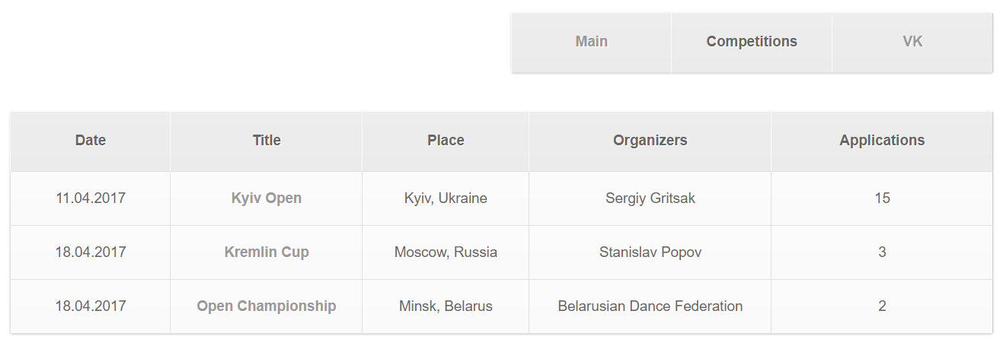 Main Competitions VK
Date Title Place Organizers Applications
11.04.2017 Kyiv Open Kyiv, Ukraine Sergiy Gritsak 15
18.04.2017 Kremlin Cup Moscow, Russia Stanislav Popov 3
18.04.2017 Open Championship Minsk, Belarus Belarusian Dance Federation 2